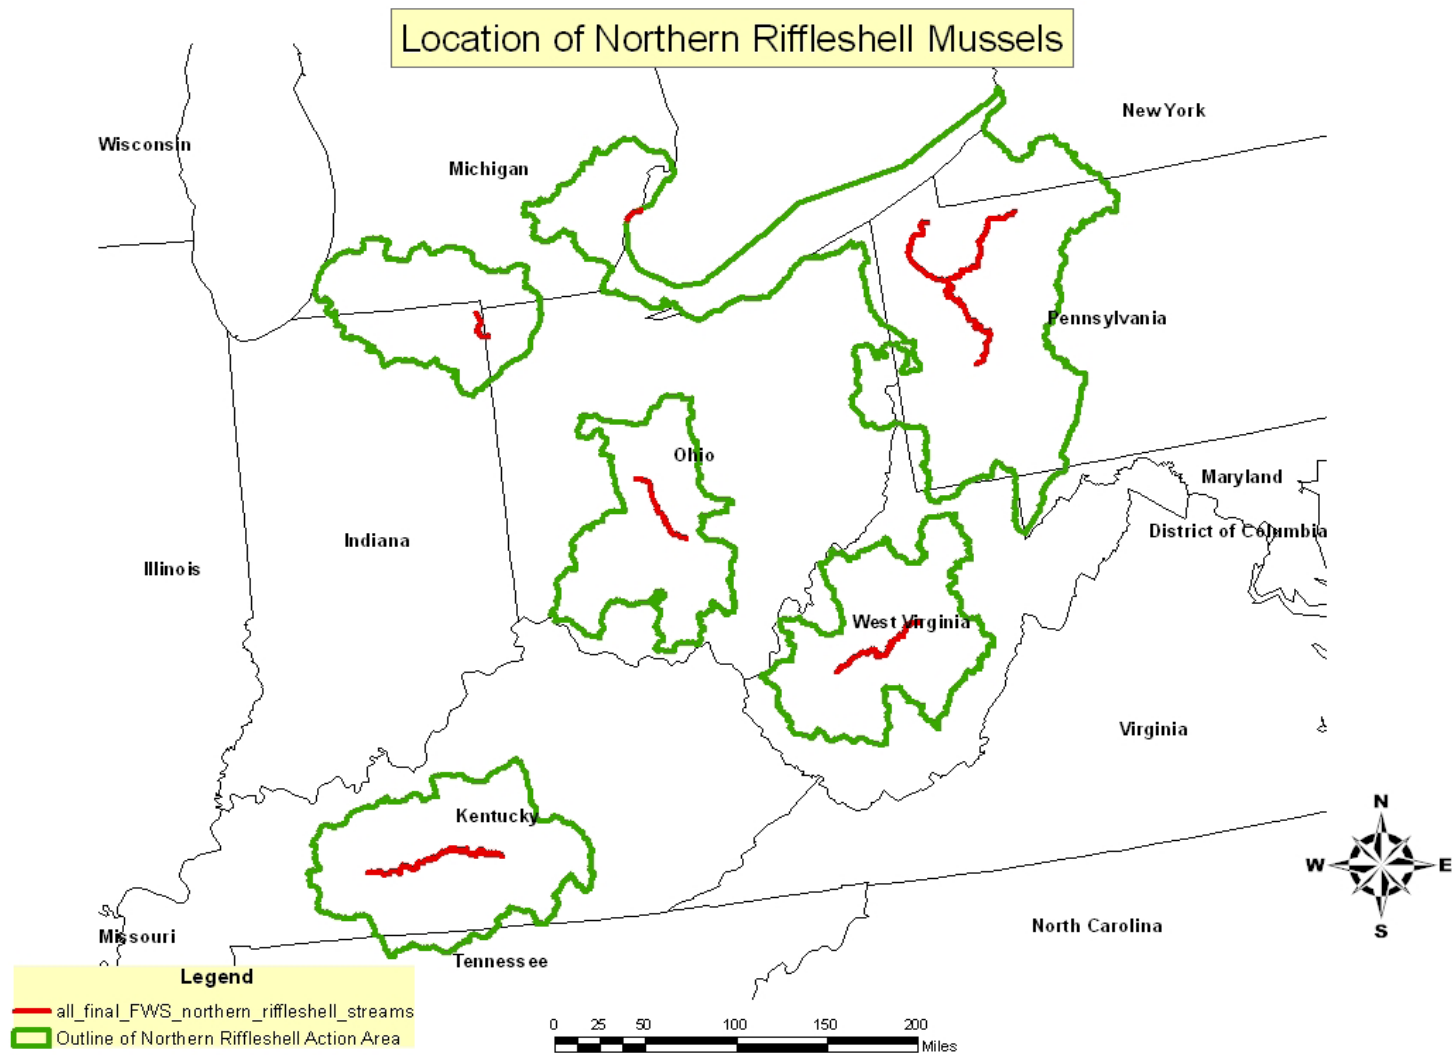 Location of Northern Riffleshell Mussels
New York
Wisconsin
Michigan
Pennsylvania
Ohio
Maryland
District of Columbia
Indiana
Illinois
West Virginia
Virginia
Kentucky
N
W E
S
North Carolina
Missouri
Tennessee
Legend
all_final_FWS_northern_riffleshell_streams
Outline of Northern Riffleshell Action Area
0 25 50 100 150 200
Miles